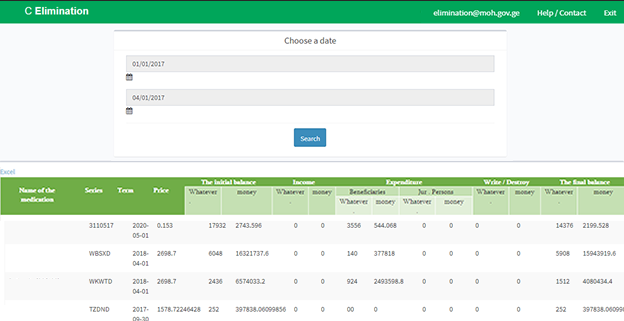 C Elimination elimination@moh.gov.ge Help / Contact Exit
Choose a date
01/01/2017
04/01/2017
Search
Excel
Name of the medication Series Term Price The Initial balance Income Expenditure Write / Destroy The final balance
Beneficiaries Jur . Persons
Whatever . money Whatever . money Whatever . money Whatever . money Whatever . money Whatever . money
3110517 2020-05-01 0.153 17932 2743.596 0 0 3556 544.068 0 0 0 0 14376 2199.528
WBSXD 2018-04-01 2698.7 6048 16321737.6 0 0 140 377818 0 0 0 0 5908 15943919.6
WKWTD 2018-04-01 2698.7 2436 6574033.2 0 0 924 2493598.8 0 0 0 0 1512 4080434.4
TZDND 2017-09-30 1578.72246428 252 397838.06099856 0 0 00 0 0 0 0 252 397838.06099